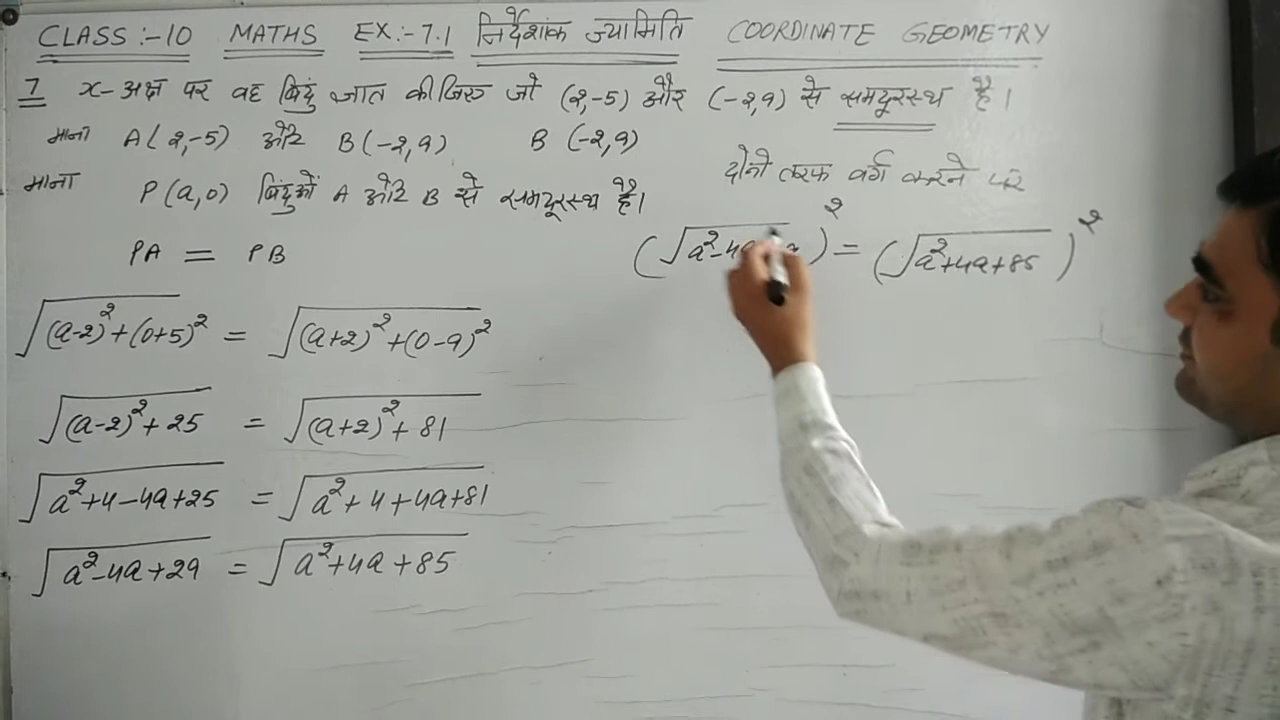 CLASS :- 10 MATHS EX :- 7.1 निर्देशांक ज्यामिति COORDINATE GEOMETRY
7 x-अक्ष पर वह बिंदु ज्ञात कीजिए जो (2,-5) और (-2,9) से समदूरस्थ है।
माना A(2,-5) और B(-2,9) B(-2,9)
माना P(a,0) बिंदुओं A और B से समदूरस्थ है।
PA = PB
√(a-2)²+(0+5)² = √(a+2)²+(0-9)²
√(a-2)²+25 = √(a+2)²+81
√a²+4-4a+25 = √a²+4+4a+81
√a²-4a+29 = √a²+4a+85
दोनो तरफ वर्ग करने पर
(√a²-4a )² = (√a²+4a+85)²